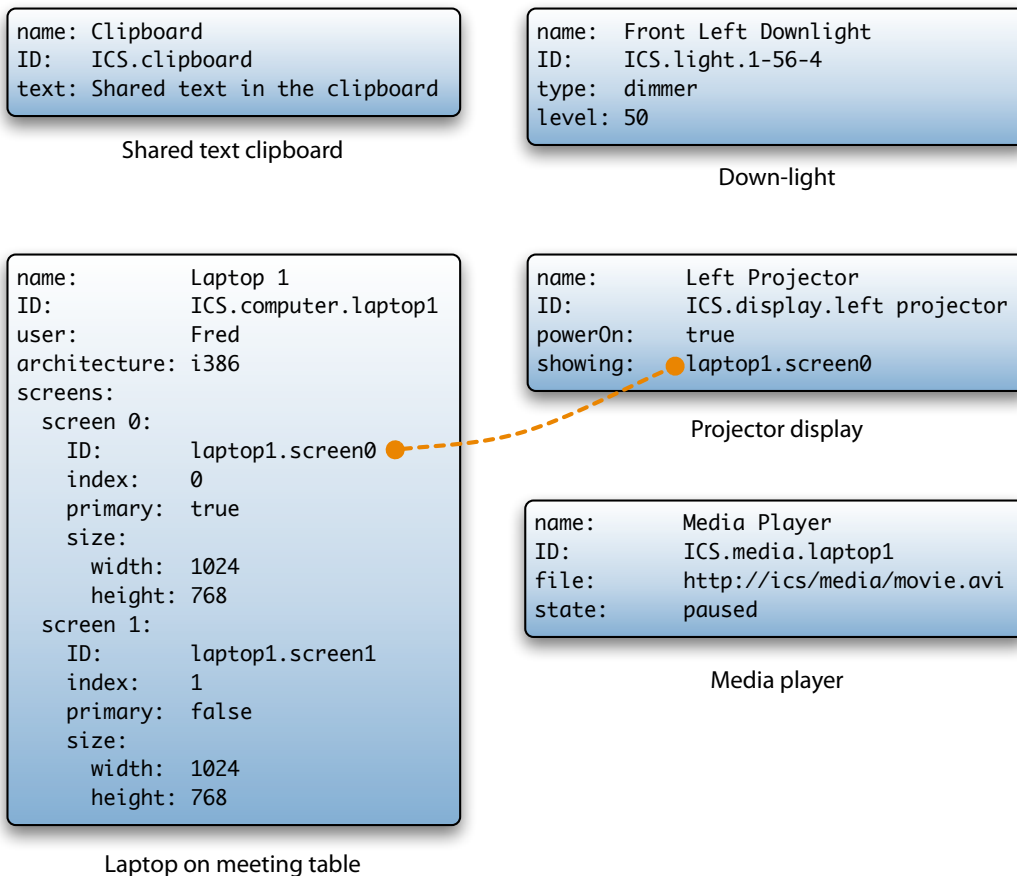 name: Clipboard
ID:   ICS.clipboard
text: Shared text in the clipboard
Shared text clipboard
name:  Front Left Downlight
ID:    ICS.light.1-56-4
type:  dimmer
level: 50
Down-light
name:         Laptop 1
ID:           ICS.computer.laptop1
user:         Fred
architecture: i386
screens:
  screen 0:
    ID:       laptop1.screen0
    index:    0
    primary:  true
    size:
      width:  1024
      height: 768
  screen 1:
    ID:       laptop1.screen1
    index:    1
    primary:  false
    size:
      width:  1024
      height: 768
Laptop on meeting table
name:       Left Projector
ID:         ICS.display.left projector
powerOn:    true
showing:    laptop1.screen0
Projector display
name:       Media Player
ID:         ICS.media.laptop1
file:       http://ics/media/movie.avi
state:      paused
Media player